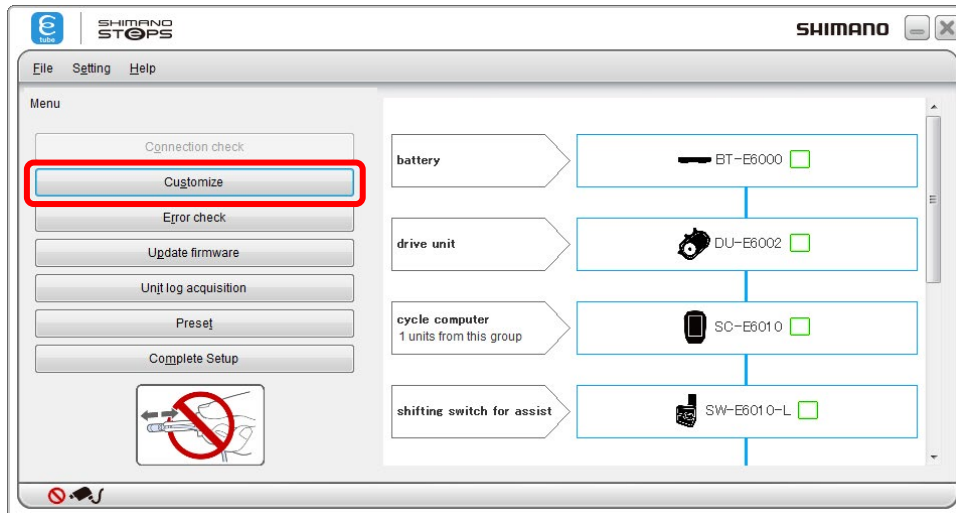 E
tube
SHIMANO
STEPS
SHIMANO
File Setting Help
Menu
Connection check
Customize
Error check
Update firmware
Unit log acquisition
Preset
Complete Setup
battery
BT-E6000
drive unit
DU-E6002
cycle computer
1 units from this group
SC-E6010
shifting switch for assist
SW-E6010-L